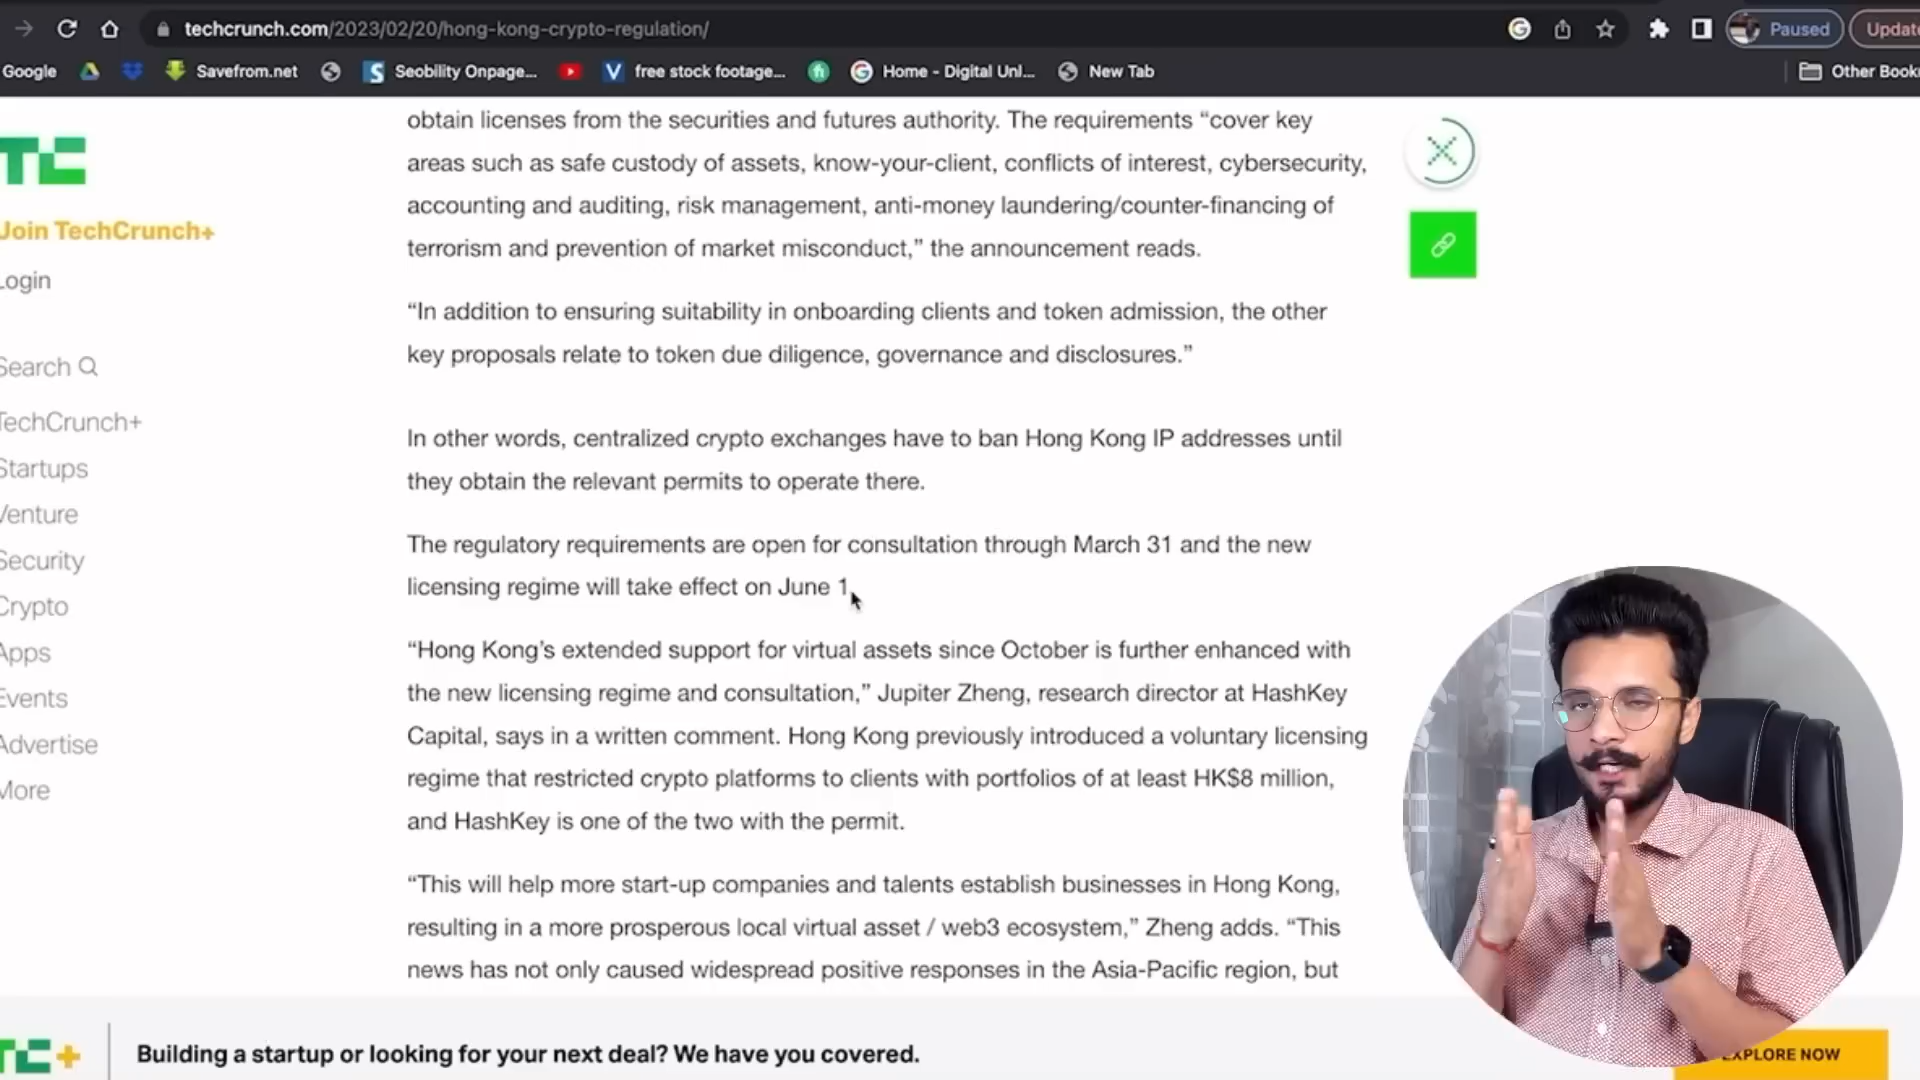 techcrunch.com/2023/02/20/hong-kong-crypto-regulation/
Paused
Google
Savefrom.net
Seobility Onpage...
free stock footage...
Home - Digital Unl...
New Tab
TC
Join TechCrunch+
Login
Search
TechCrunch+
Startups
Venture
Security
Crypto
Apps
Events
Advertise
More
obtain licenses from the securities and futures authority. The requirements “cover key
areas such as safe custody of assets, know-your-client, conflicts of interest, cybersecurity,
accounting and auditing, risk management, anti-money laundering/counter-financing of
terrorism and prevention of market misconduct,” the announcement reads.
“In addition to ensuring suitability in onboarding clients and token admission, the other
key proposals relate to token due diligence, governance and disclosures.”
In other words, centralized crypto exchanges have to ban Hong Kong IP addresses until
they obtain the relevant permits to operate there.
The regulatory requirements are open for consultation through March 31 and the new
licensing regime will take effect on June 1.
“Hong Kong’s extended support for virtual assets since October is further enhanced with
the new licensing regime and consultation,” Jupiter Zheng, research director at HashKey
Capital, says in a written comment. Hong Kong previously introduced a voluntary licensing
regime that restricted crypto platforms to clients with portfolios of at least HK$8 million,
and HashKey is one of the two with the permit.
“This will help more start-up companies and talents establish businesses in Hong Kong,
resulting in a more prosperous local virtual asset / web3 ecosystem,” Zheng adds. “This
news has not only caused widespread positive responses in the Asia-Pacific region, but
TC+
Building a startup or looking for your next deal? We have you covered.
EXPLORE NOW